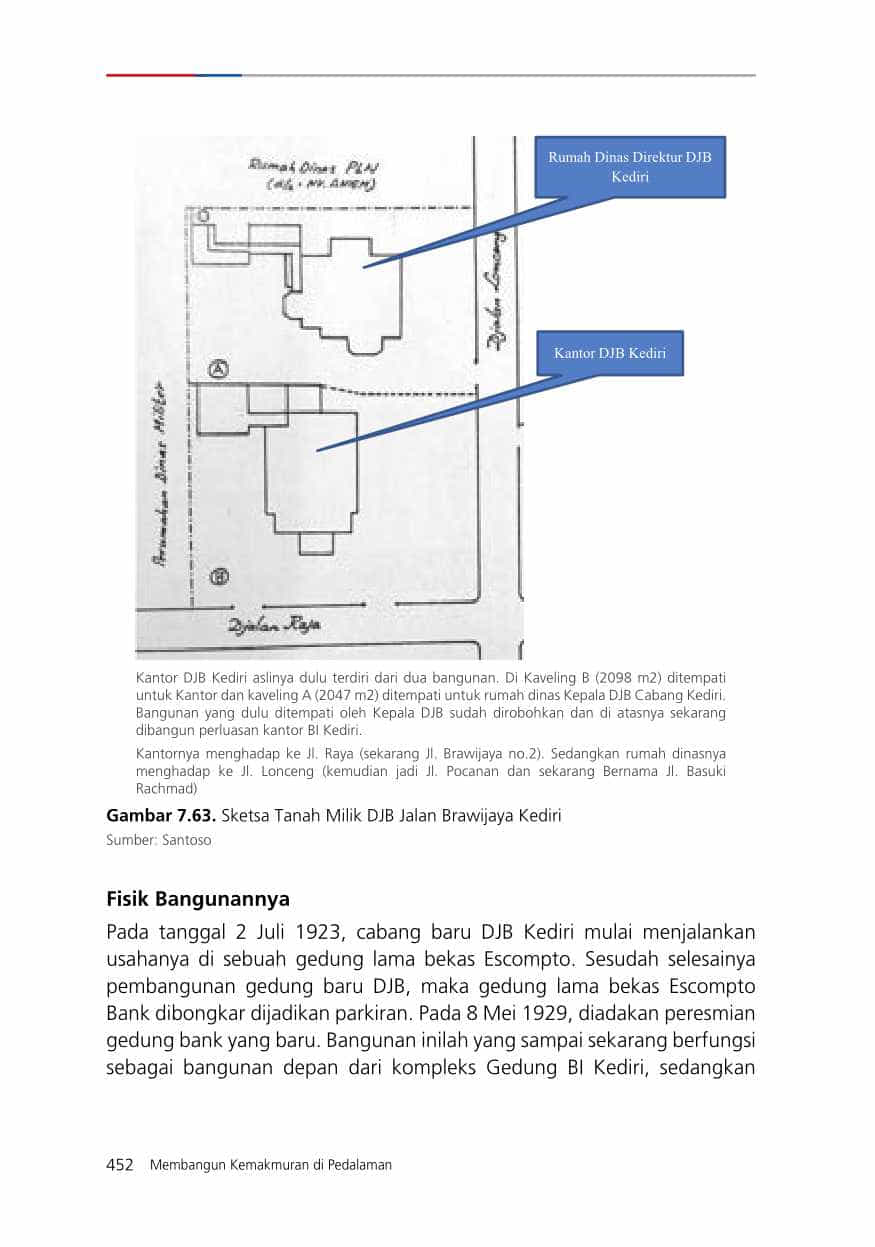 Rumah Dinas PLN
(d/h. NV. ANIEM)
Rumah Dinas Direktur DJB
Kediri
Djalan Lonceng
Kantor DJB Kediri
A
Perumahan Dinas Militer
B
Djalan Raja
Kantor DJB Kediri aslinya dulu terdiri dari dua bangunan. Di Kaveling B (2098 m2) ditempati
untuk Kantor dan kaveling A (2047 m2) ditempati untuk rumah dinas Kepala DJB Cabang Kediri.
Bangunan yang dulu ditempati oleh Kepala DJB sudah dirobohkan dan di atasnya sekarang
dibangun perluasan kantor BI Kediri.
Kantornya menghadap ke Jl. Raya (sekarang Jl. Brawijaya no.2). Sedangkan rumah dinasnya
menghadap ke Jl. Lonceng (kemudian jadi Jl. Pocanan dan sekarang Bernama Jl. Basuki
Rachmad)
Gambar 7.63. Sketsa Tanah Milik DJB Jalan Brawijaya Kediri
Sumber: Santoso
Fisik Bangunannya
Pada tanggal 2 Juli 1923, cabang baru DJB Kediri mulai menjalankan
usahanya di sebuah gedung lama bekas Escompto. Sesudah selesainya
pembangunan gedung baru DJB, maka gedung lama bekas Escompto
Bank dibongkar dijadikan parkiran. Pada 8 Mei 1929, diadakan peresmian
gedung bank yang baru. Bangunan inilah yang sampai sekarang berfungsi
sebagai bangunan depan dari kompleks Gedung BI Kediri, sedangkan
452 Membangun Kemakmuran di Pedalaman